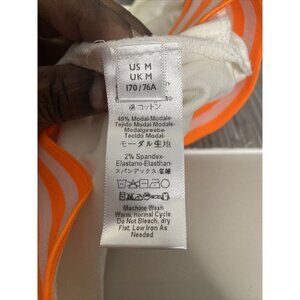 US M
UK M
170/76A
コットン
49% Modal-Modal-
Tejido Modal-Modal
Modalgewebe-
Tecido Modal-
モーダル生地
2% Spandex-
Elastano-Elasthan-
スパンデックス-氨纶
Machine Wash
Warm, normal Cycle
Do Not Bleach, dry
Flat, Low Iron As
Needed